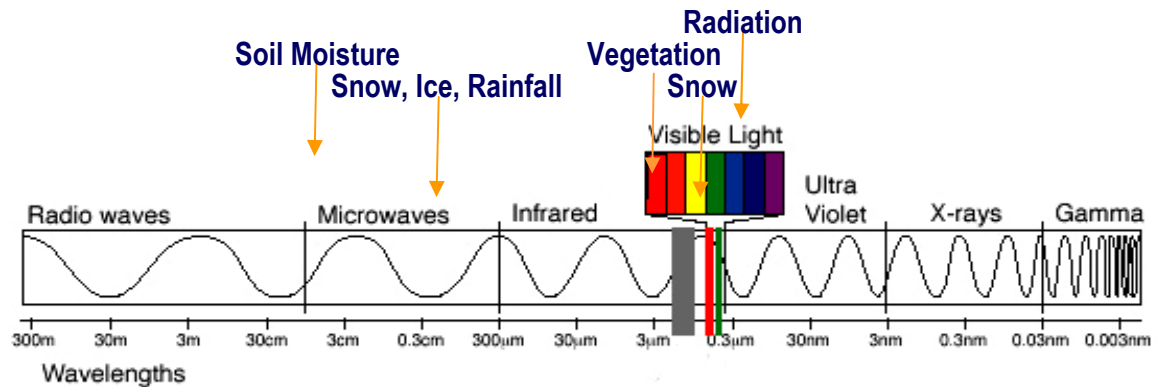 Radiation
Soil Moisture
Vegetation
Snow, Ice, Rainfall
Snow
Visible Light
Radio waves
Microwaves
Infrared
Ultra
Violet
X-rays
Gamma
300m 30m 3m 30cm 3cm 0.3cm 300µm 30µm 3µm 0.3µm 30nm 3nm 0.3nm 0.03nm 0.003nm
Wavelengths